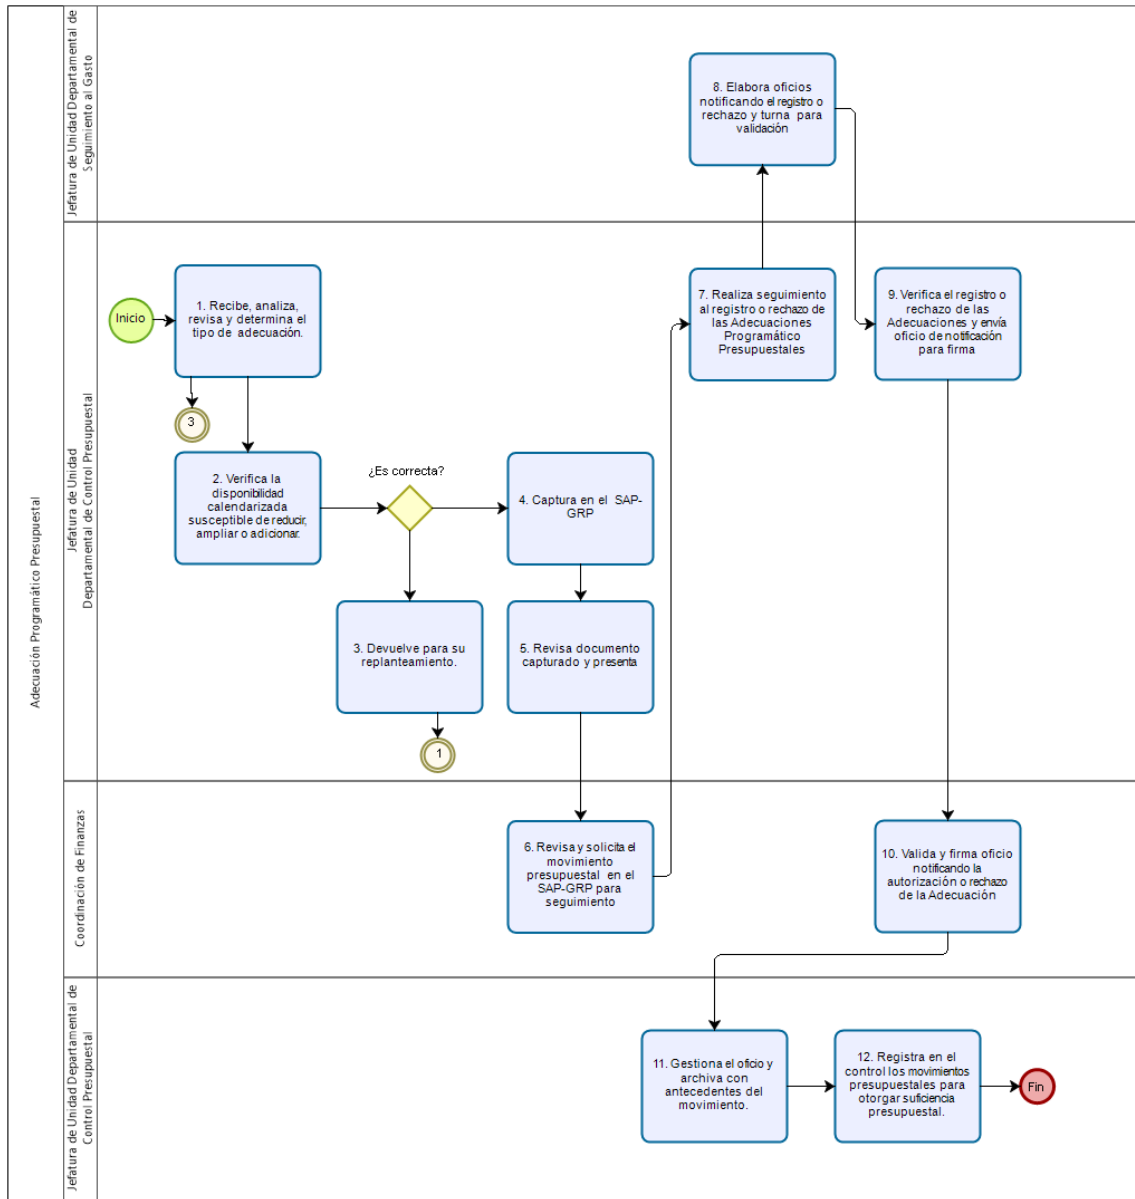 Adecuación Programático Presupuestal
Jefatura de Unidad Departamental de
Seguimiento al Gasto
8. Elabora oficios
notificando el registro o
rechazo y turna para
validación
Jefatura de Unidad
Departamental de Control Presupuestal
Inicio
1. Recibe, analiza,
revisa y determina el
tipo de adecuación.
3
2. Verifica la
disponibilidad
calendarizada
susceptible de reducir,
ampliar o adicionar.
¿Es correcta?
3. Devuelve para su
replanteamiento.
1
4. Captura en el SAP-
GRP
5. Revisa documento
capturado y presenta
7. Realiza seguimiento
al registro o rechazo de
las Adecuaciones
Programático
Presupuestales
9. Verifica el registro o
rechazo de las
Adecuaciones y envía
oficio de notificación
para firma
Coordinación de Finanzas
6. Revisa y solicita el
movimiento
presupuestal en el
SAP-GRP para
seguimiento
10. Valida y firma oficio
notificando la
autorización o rechazo
de la Adecuación
Jefatura de Unidad Departamental de
Control Presupuestal
11. Gestiona el oficio y
archiva con
antecedentes del
movimiento.
12. Registra en el
control los movimientos
presupuestales para
otorgar suficiencia
presupuestal.
Fin